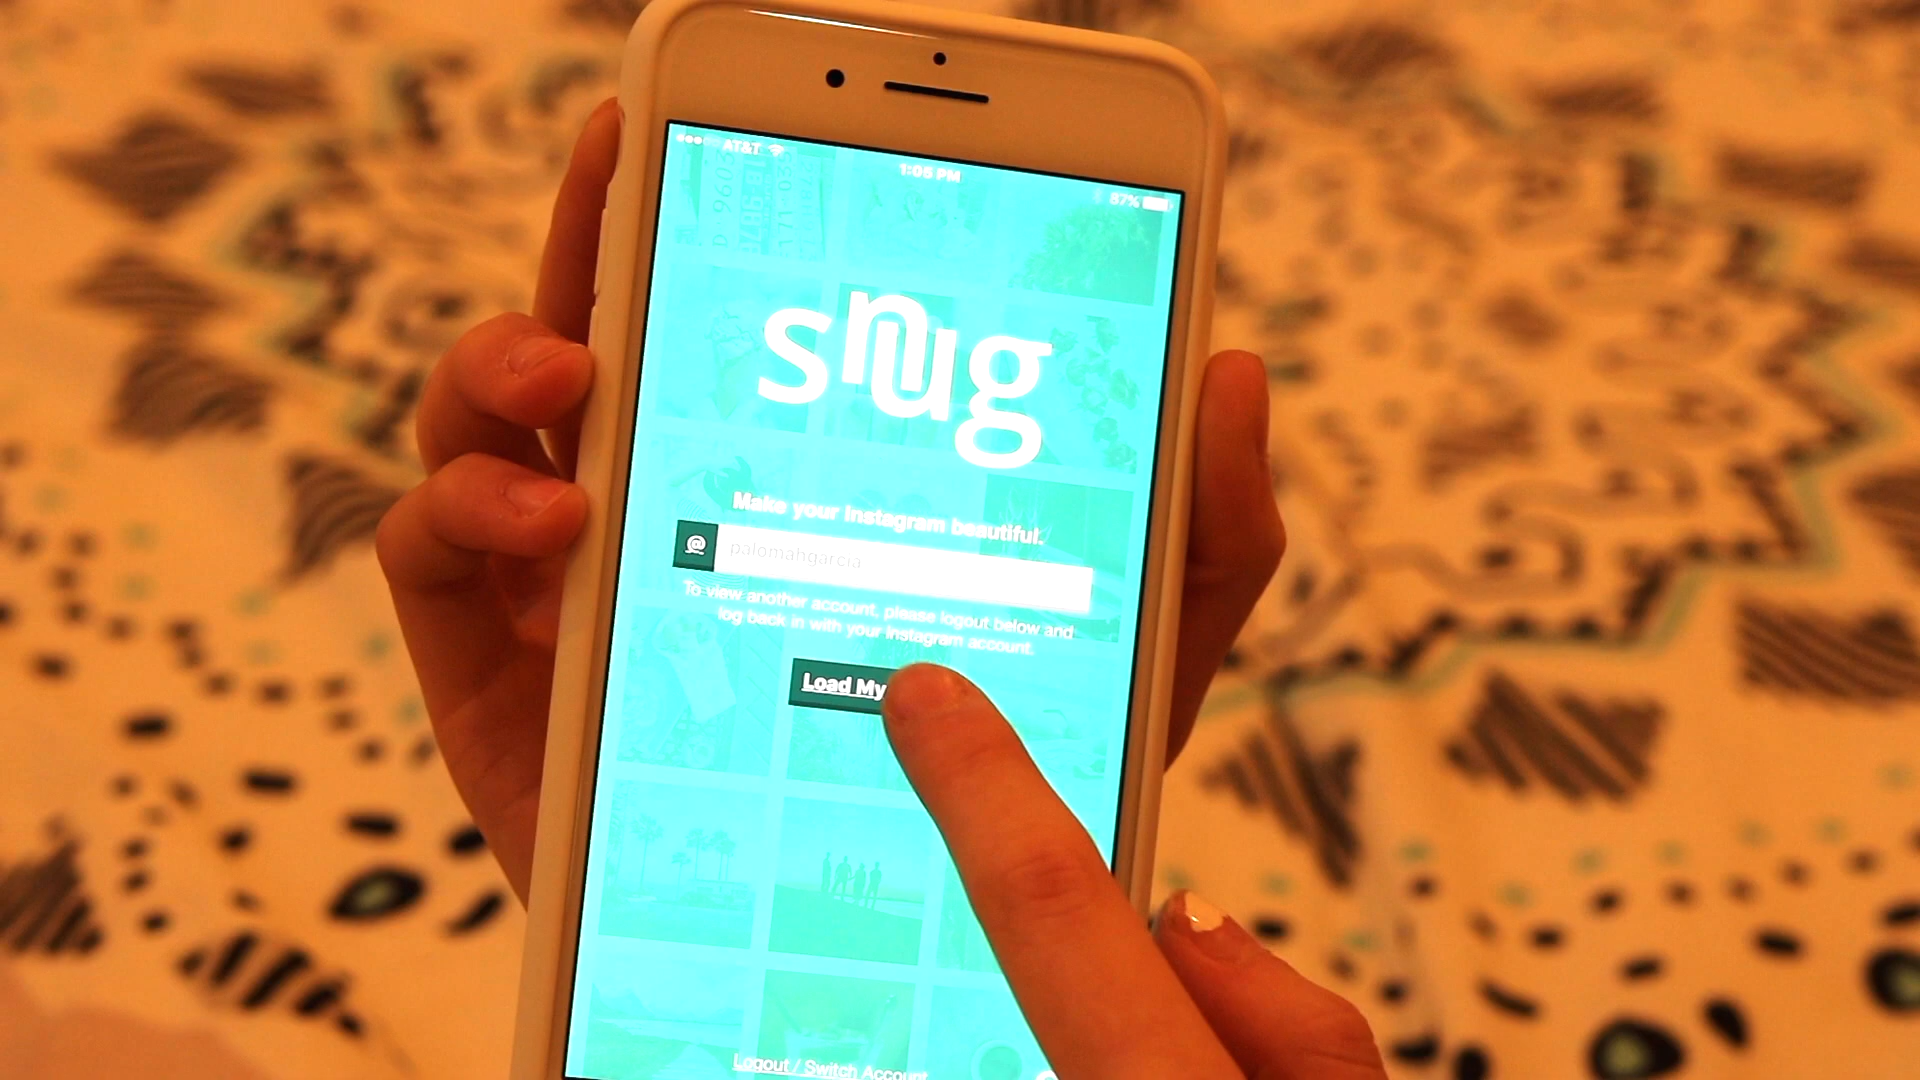 AT&T
1:05 PM
87%
snug
Make your Instagram beautiful.
@ palomahgarcia
To view another account, please logout below and
log back in with your Instagram account.
Load My
Logout / Switch Account